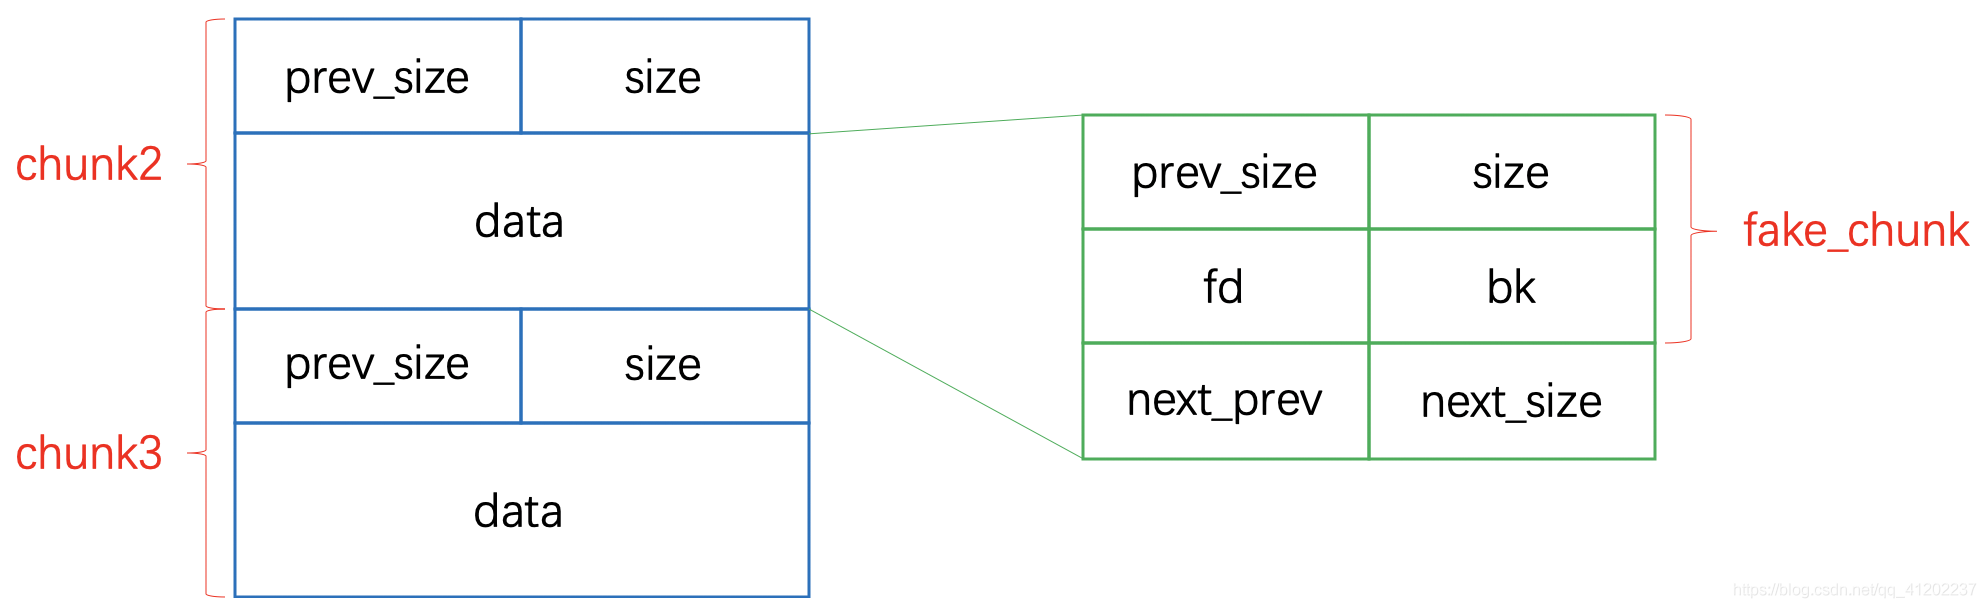 prev_size size
chunk2
data
prev_size size
chunk3
data
prev_size size
fd bk
fake_chunk
next_prev next_size
https://blog.csdn.net/qq_41202237